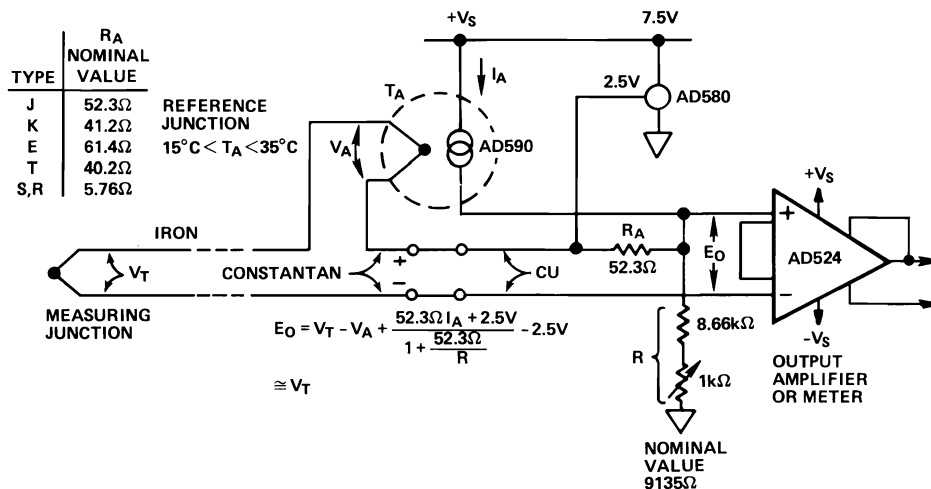 TYPE
R_A NOMINAL VALUE
J 52.3Ω
K 41.2Ω
E 61.4Ω
T 40.2Ω
S,R 5.76Ω
REFERENCE
JUNCTION
15°C < T_A < 35°C
+V_S
7.5V
I_A
T_A
2.5V
AD580
V_A
AD590
+V_S
IRON
R_A
52.3Ω
+
E_O
AD524
V_T
CONSTANTAN
+
−
CU
−
MEASURING
JUNCTION
E_O = V_T − V_A + (52.3Ω I_A + 2.5V) / (1 + 52.3Ω/R) − 2.5V
≅ V_T
8.66kΩ
−V_S
R
1kΩ
OUTPUT
AMPLIFIER
OR METER
NOMINAL
VALUE
9135Ω